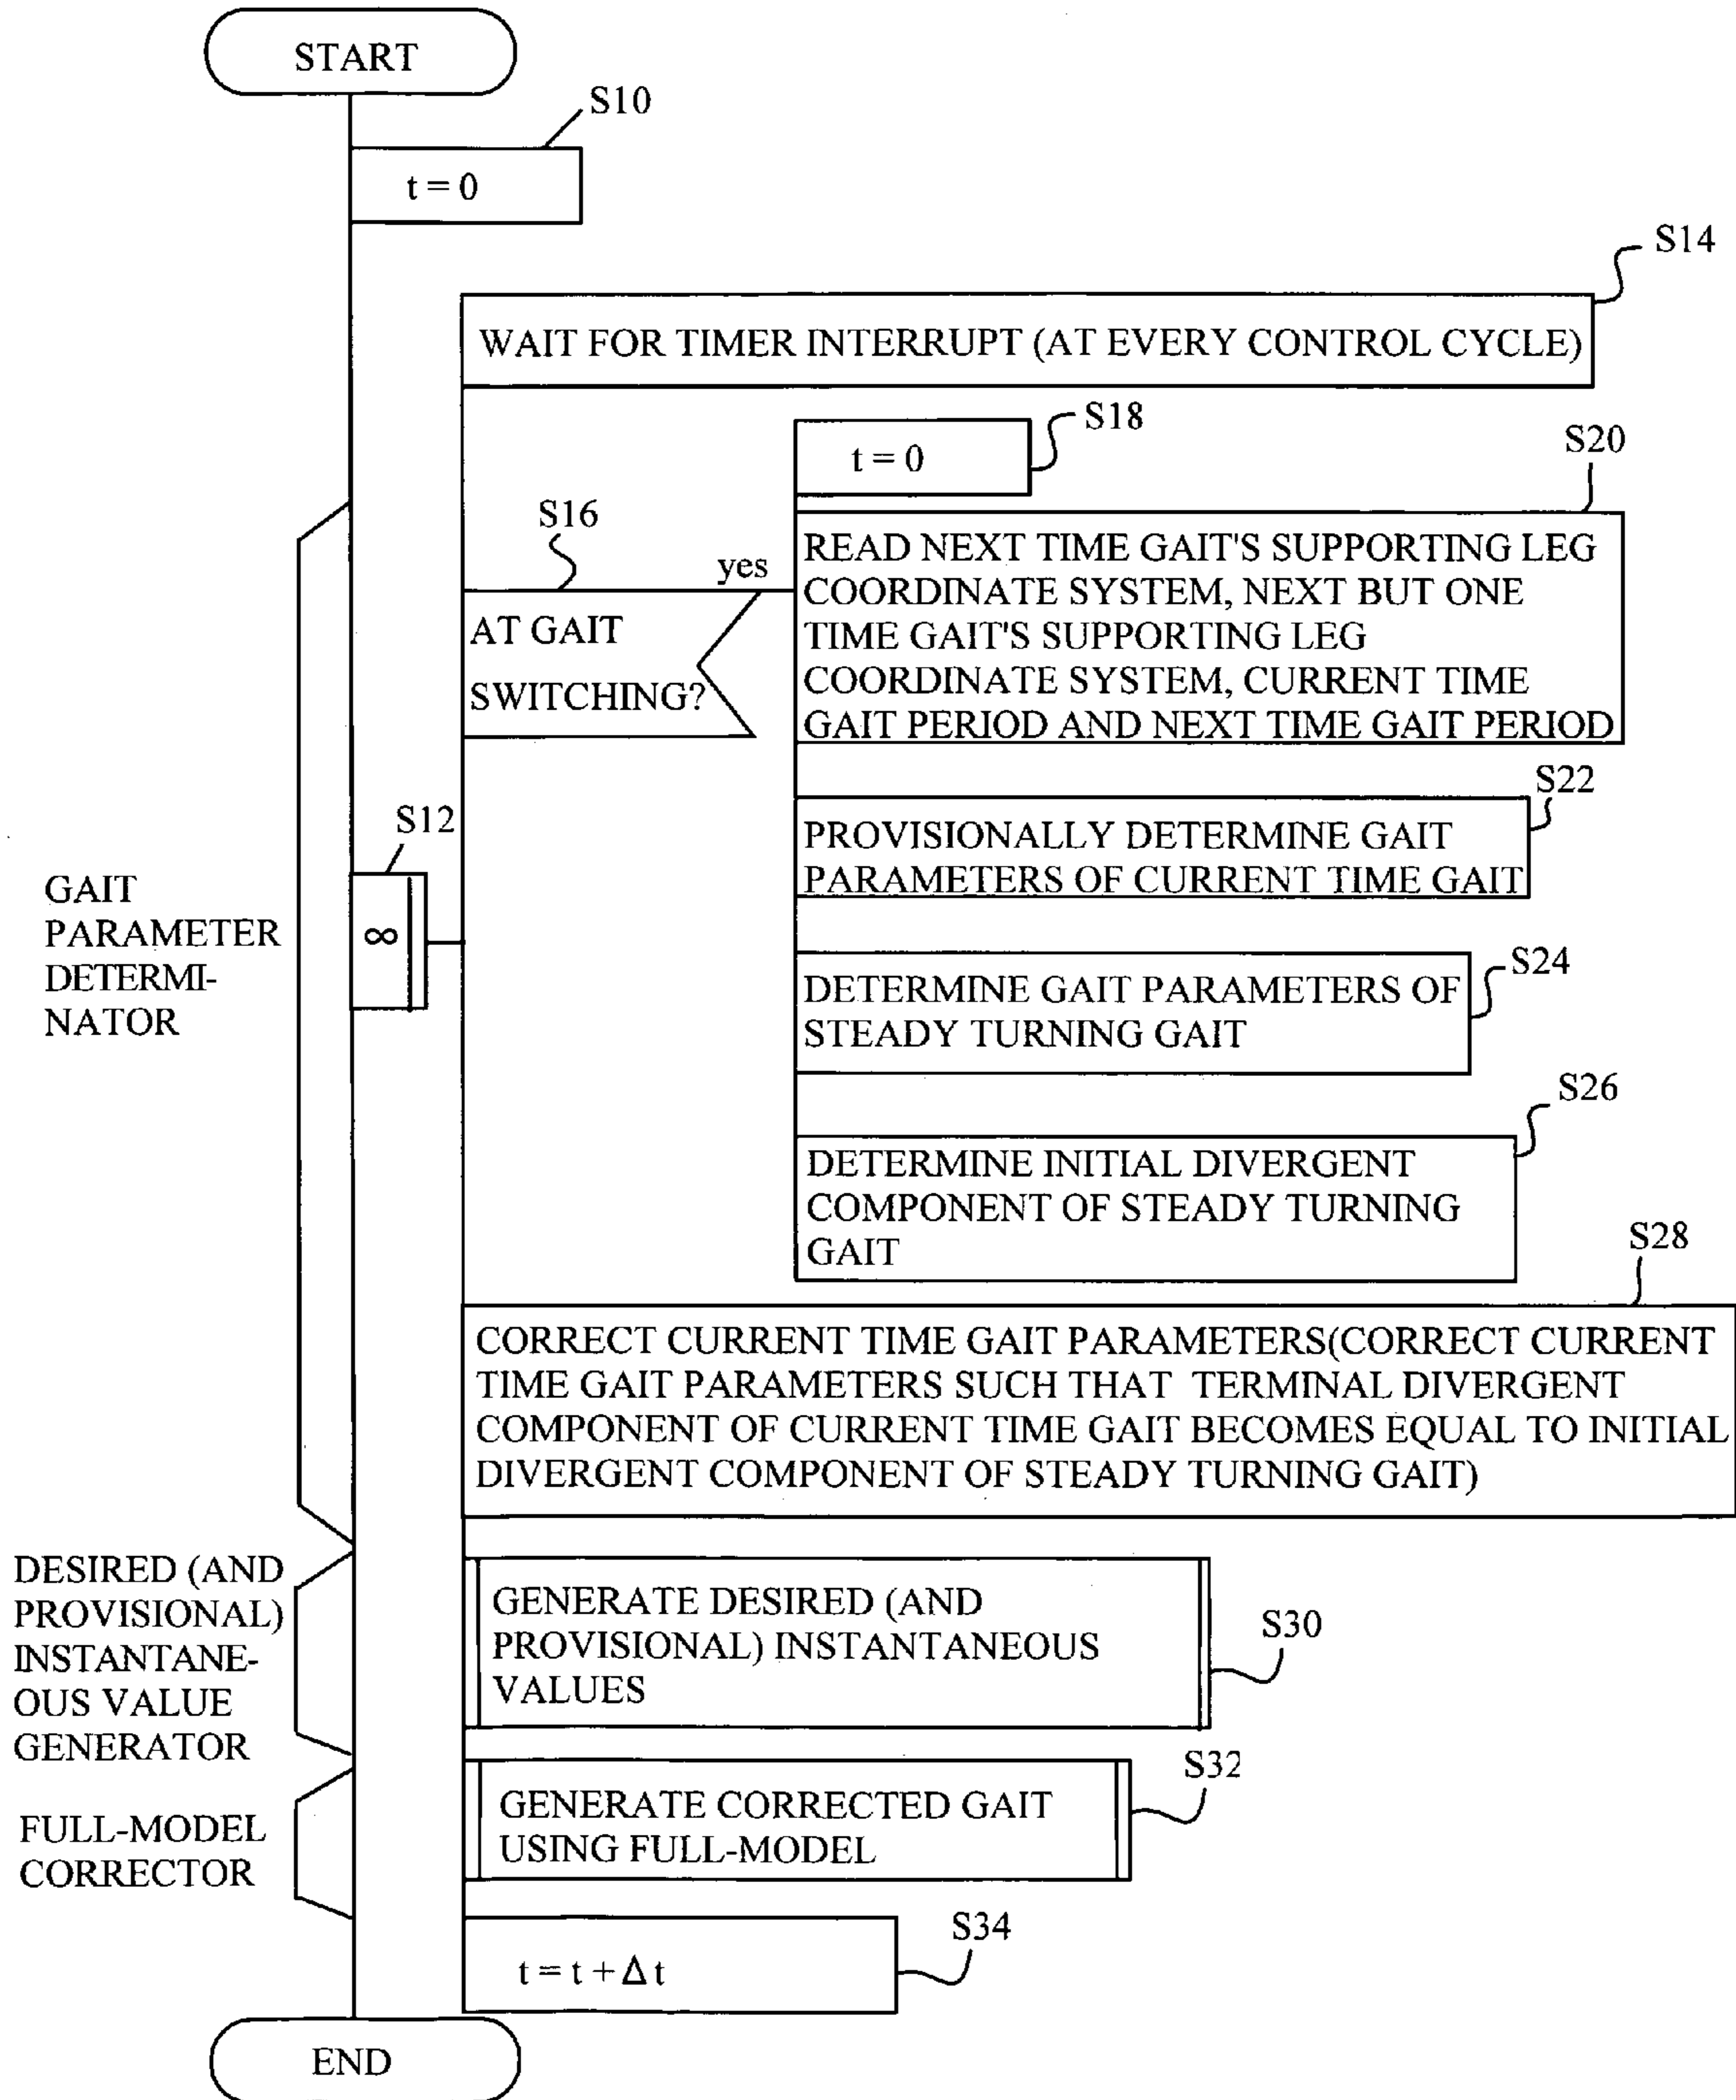 START
S10
t = 0
S14
WAIT FOR TIMER INTERRUPT (AT EVERY CONTROL CYCLE)
S18
t = 0
S20
S16
yes
AT GAIT
SWITCHING?
READ NEXT TIME GAIT'S SUPPORTING LEG
COORDINATE SYSTEM, NEXT BUT ONE
TIME GAIT'S SUPPORTING LEG
COORDINATE SYSTEM, CURRENT TIME
GAIT PERIOD AND NEXT TIME GAIT PERIOD
S22
PROVISIONALLY DETERMINE GAIT
PARAMETERS OF CURRENT TIME GAIT
S12
∞
GAIT
PARAMETER
DETERMI-
NATOR
S24
DETERMINE GAIT PARAMETERS OF
STEADY TURNING GAIT
S26
DETERMINE INITIAL DIVERGENT
COMPONENT OF STEADY TURNING
GAIT
S28
CORRECT CURRENT TIME GAIT PARAMETERS(CORRECT CURRENT
TIME GAIT PARAMETERS SUCH THAT TERMINAL DIVERGENT
COMPONENT OF CURRENT TIME GAIT BECOMES EQUAL TO INITIAL
DIVERGENT COMPONENT OF STEADY TURNING GAIT)
DESIRED (AND
PROVISIONAL)
INSTANTANE-
OUS VALUE
GENERATOR
GENERATE DESIRED (AND
PROVISIONAL) INSTANTANEOUS
VALUES
S30
S32
FULL-MODEL
CORRECTOR
GENERATE CORRECTED GAIT
USING FULL-MODEL
S34
t = t + Δ t
END